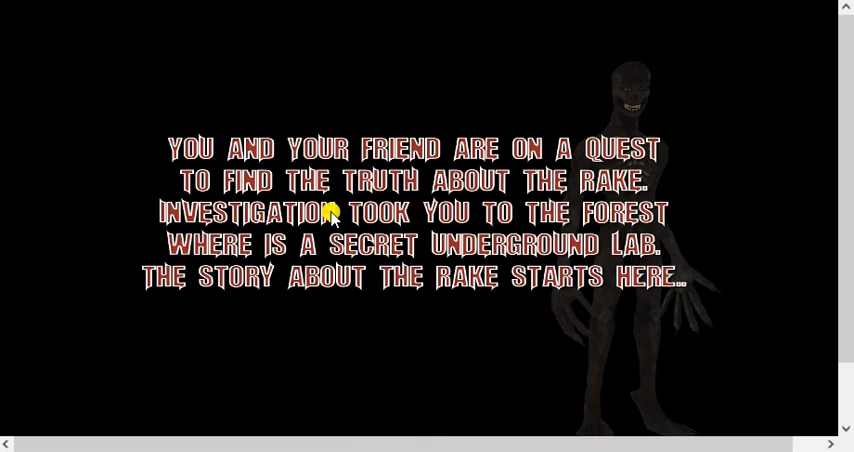 YOU AND YOUR FRIEND ARE ON A QUEST
TO FIND THE TRUTH ABOUT THE RAKE.
INVESTIGATION TOOK YOU TO THE FOREST
WHERE IS A SECRET UNDERGROUND LAB.
THE STORY ABOUT THE RAKE STARTS HERE..